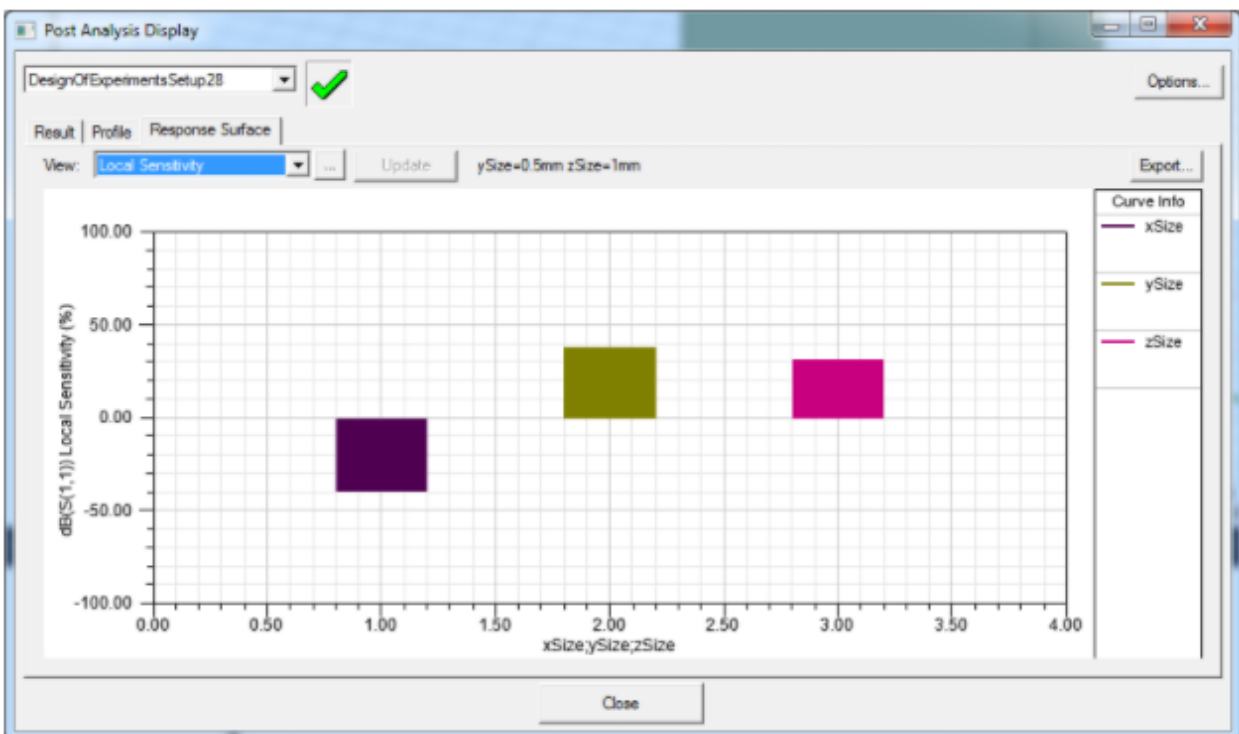 Post Analysis Display
DesignOfExperimentsSetup28
Options...
Result Profile Response Surface
View: Local Sensitivity ... Update ySize=0.5mm zSize=1mm Export...
Curve Info
xSize
ySize
zSize
100.00
50.00
0.00
-50.00
-100.00
dB(S(1,1)) Local Sensitivity (%)
0.00 0.50 1.00 1.50 2.00 2.50 3.00 3.50 4.00
xSize;ySize;zSize
Close